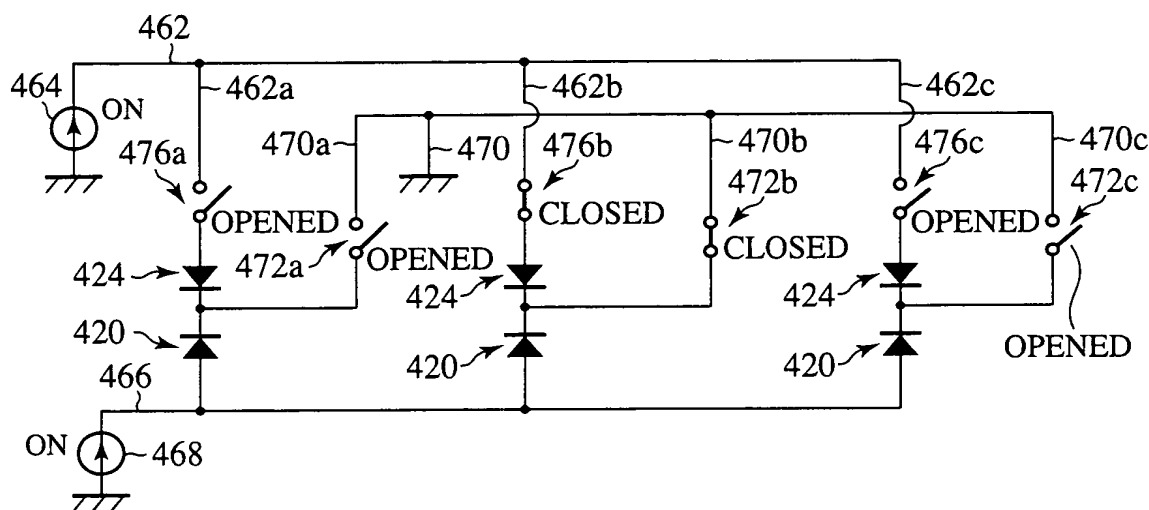 462
464
ON
462a
462b
462c
476a
470a
470
476b
470b
476c
470c
472b
472c
OPENED
CLOSED
OPENED
472a
OPENED
CLOSED
424
424
424
420
420
420
OPENED
466
ON
468